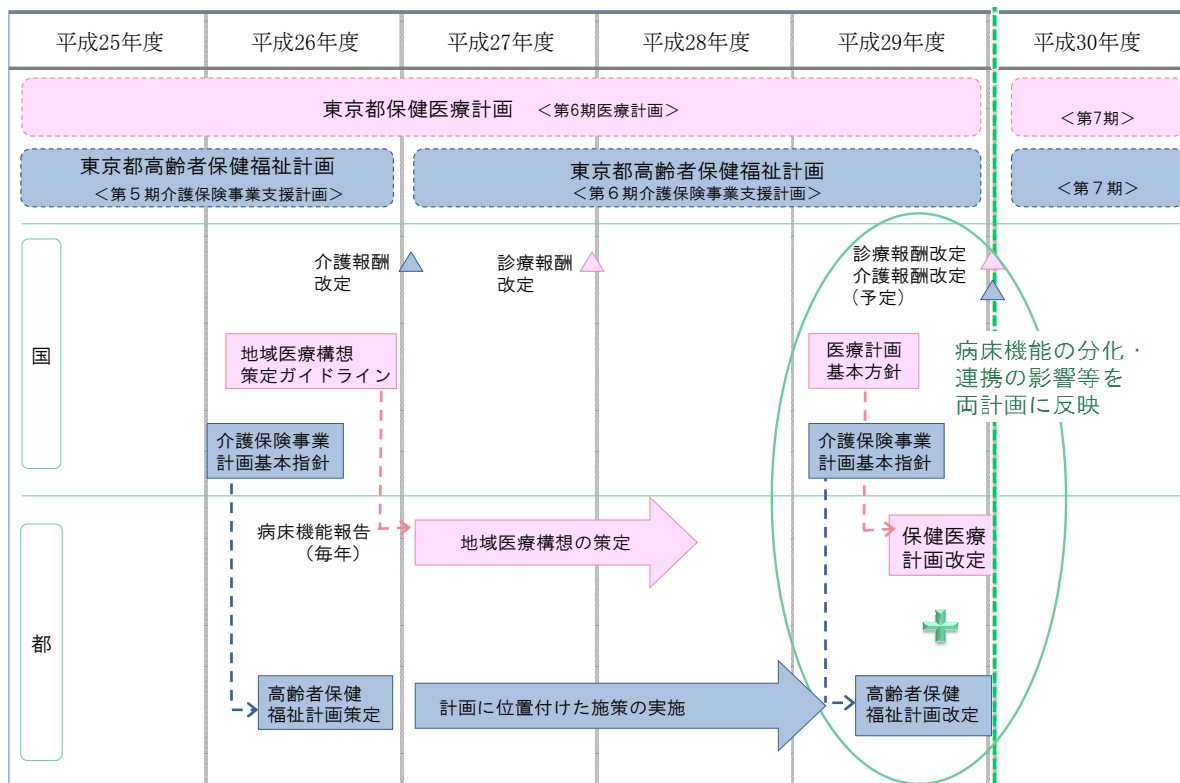 平成25年度
平成26年度
平成27年度
平成28年度
平成29年度
平成30年度
東京都保健医療計画 ＜第6期医療計画＞
＜第7期＞
東京都高齢者保健福祉計画
＜第５期介護保険事業支援計画＞
東京都高齢者保健福祉計画
＜第６期介護保険事業支援計画＞
＜第７期＞
国
介護報酬
改定
診療報酬
改定
診療報酬改定
介護報酬改定
（予定）
地域医療構想
策定ガイドライン
医療計画
基本方針
病床機能の分化・
連携の影響等を
両計画に反映
介護保険事業
計画基本指針
介護保険事業
計画基本指針
都
病床機能報告
（毎年）
地域医療構想の策定
保健医療
計画改定
高齢者保健
福祉計画策定
計画に位置付けた施策の実施
高齢者保健
福祉計画改定